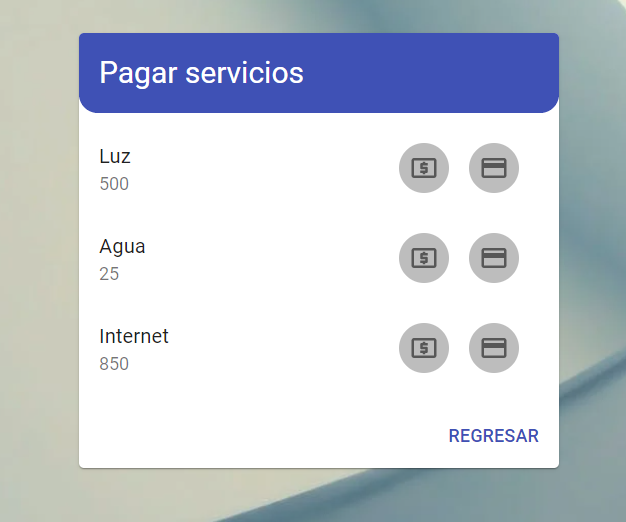 Pagar servicios
Luz
500
Agua
25
Internet
850
REGRESAR